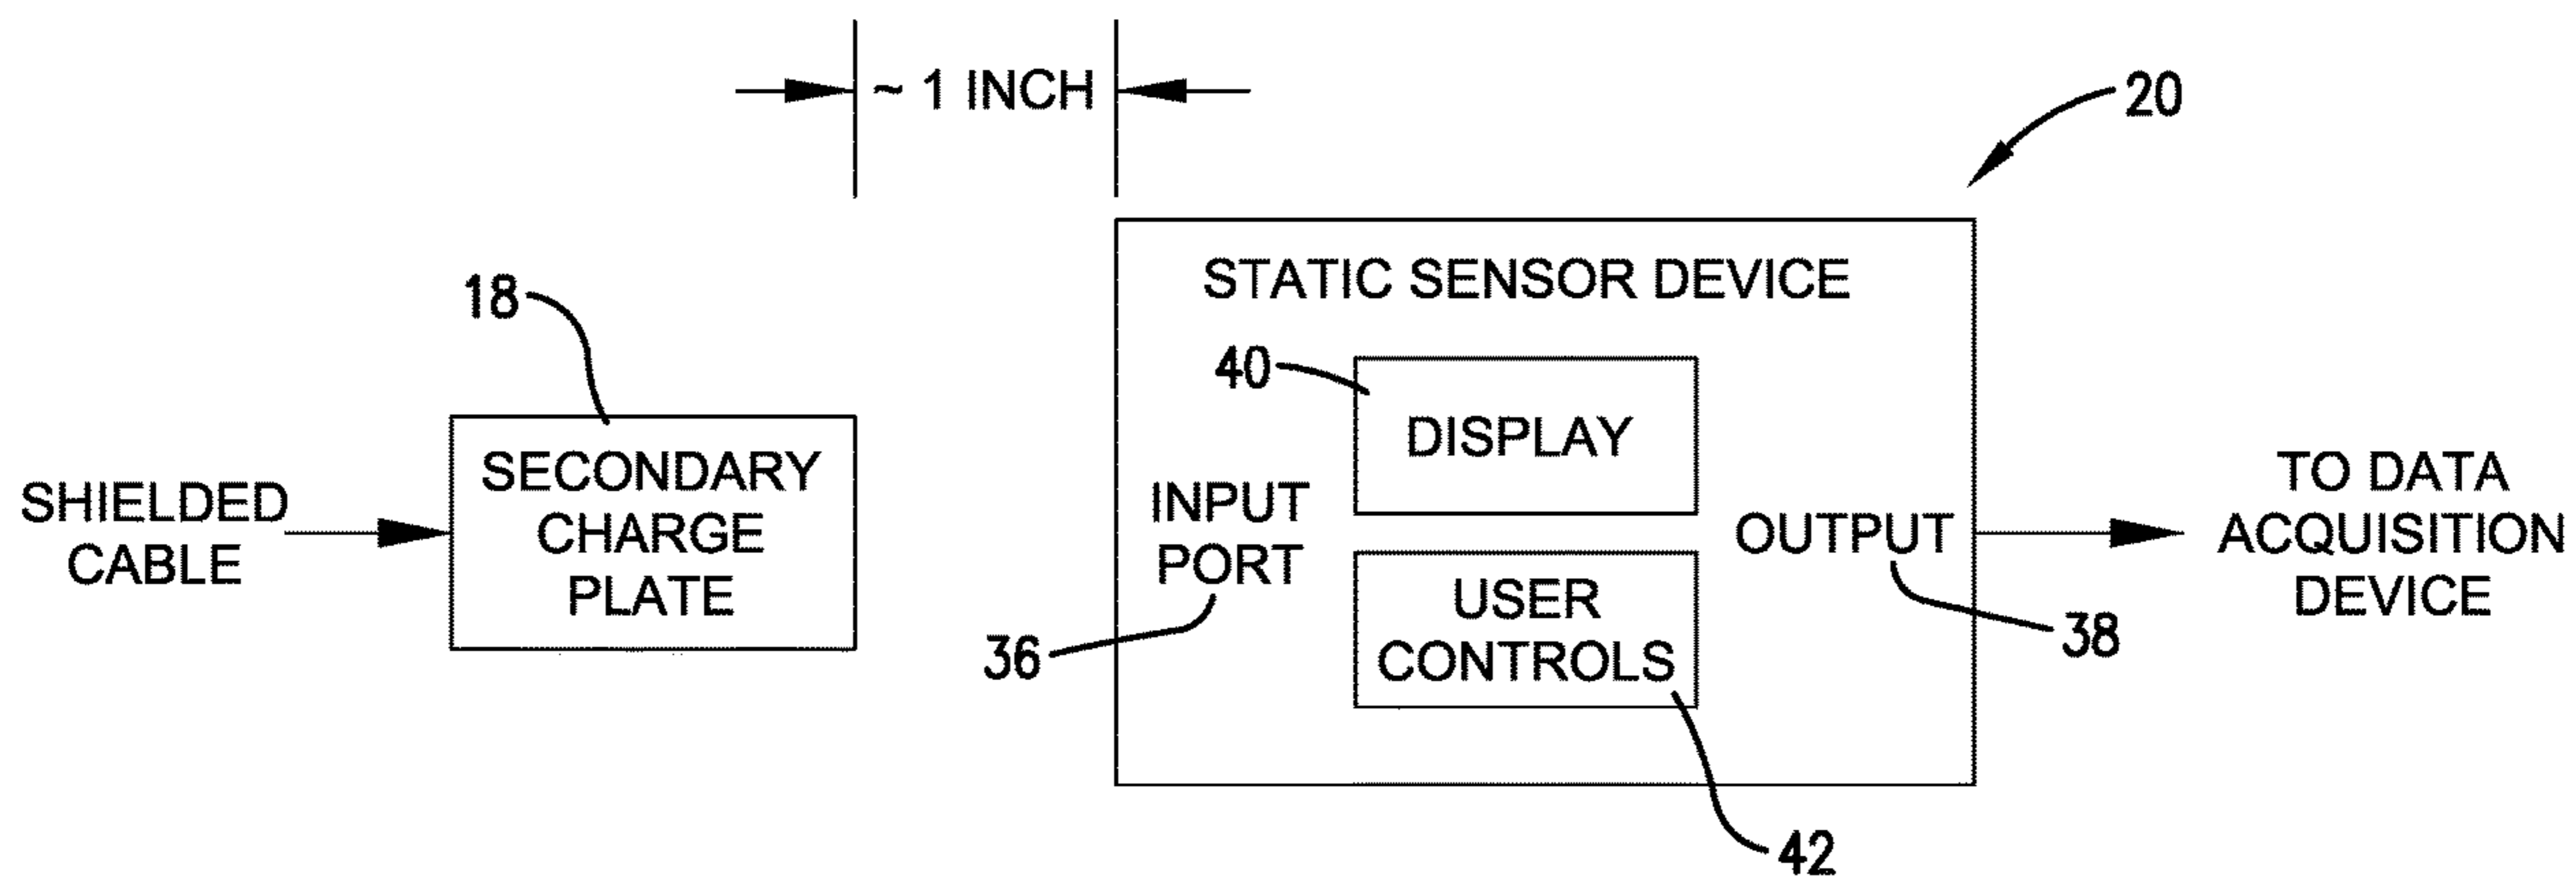 ~ 1 INCH
20
18
STATIC SENSOR DEVICE
40
DISPLAY
SHIELDED
CABLE
SECONDARY
CHARGE
PLATE
INPUT
PORT
36
USER
CONTROLS
42
OUTPUT
38
TO DATA
ACQUISITION
DEVICE